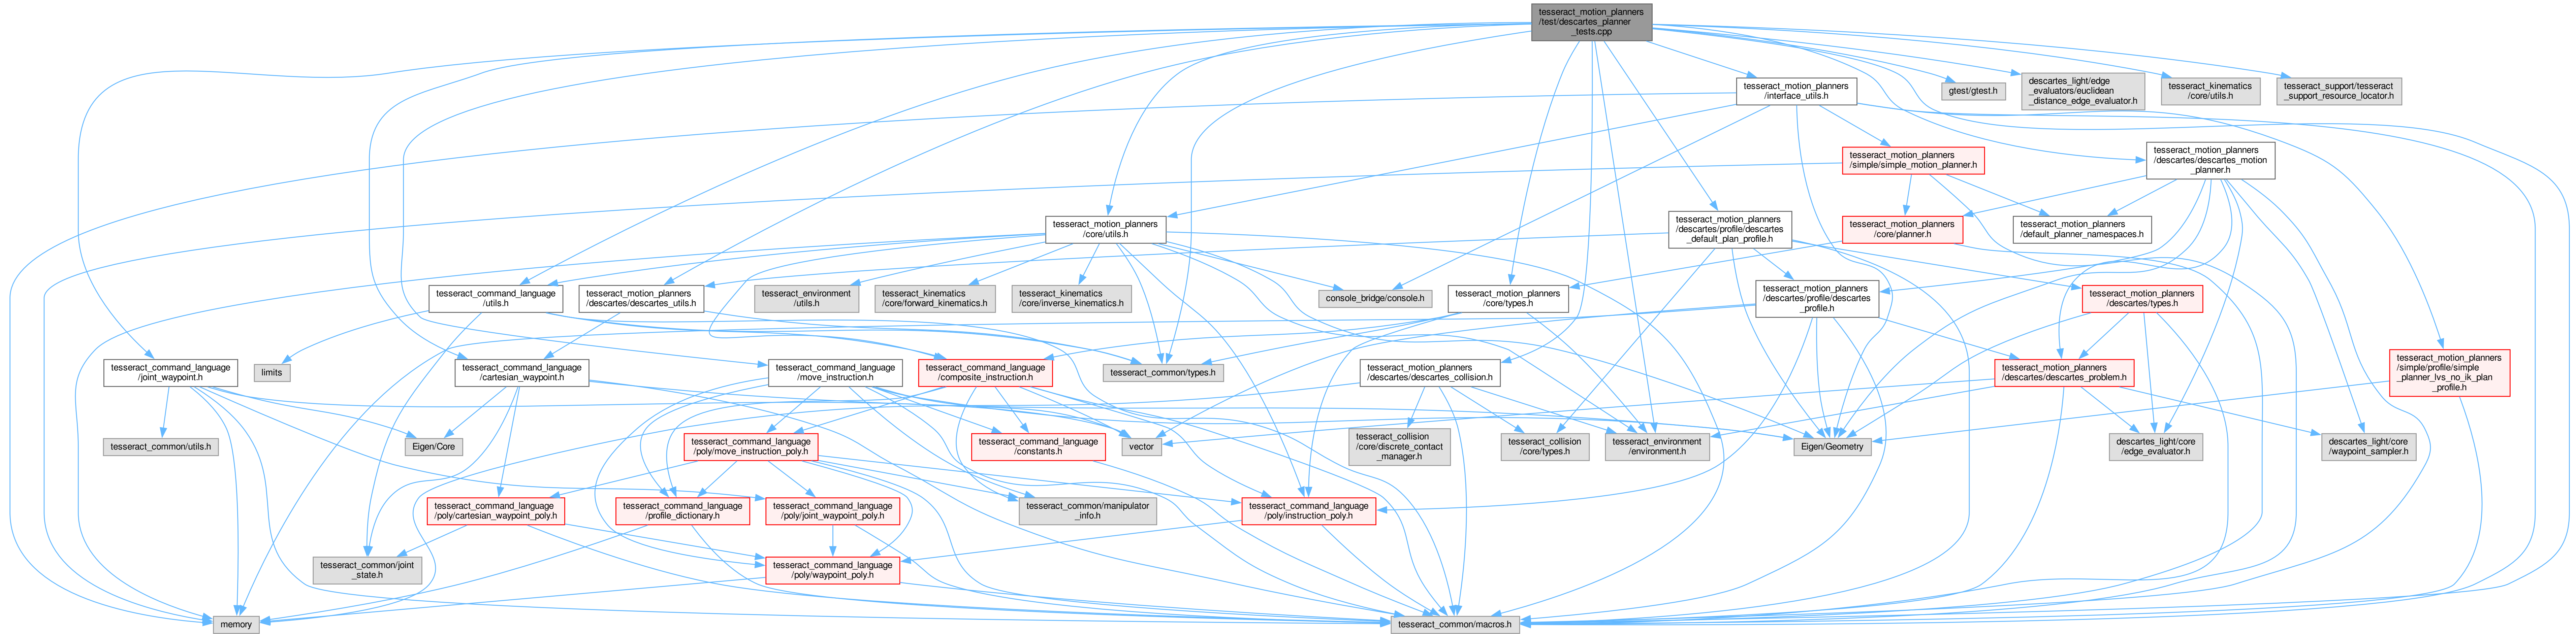 tesseract_motion_planners
/test/descartes_planner
_tests.cpp
tesseract_motion_planners
/interface_utils.h
gtest/gtest.h
descartes_light/edge
_evaluators/euclidean
_distance_edge_evaluator.h
tesseract_kinematics
/core/utils.h
tesseract_support/tesseract
_support_resource_locator.h
tesseract_motion_planners
/simple/simple_motion_planner.h
tesseract_motion_planners
/descartes/descartes_motion
_planner.h
tesseract_motion_planners
/core/utils.h
tesseract_motion_planners
/descartes/profile/descartes
_default_plan_profile.h
tesseract_motion_planners
/core/planner.h
tesseract_motion_planners
/default_planner_namespaces.h
tesseract_command_language
/utils.h
tesseract_motion_planners
/descartes/descartes_utils.h
tesseract_environment
/utils.h
tesseract_kinematics
/core/forward_kinematics.h
tesseract_kinematics
/core/inverse_kinematics.h
console_bridge/console.h
tesseract_motion_planners
/core/types.h
tesseract_motion_planners
/descartes/profile/descartes
_profile.h
tesseract_motion_planners
/descartes/types.h
tesseract_command_language
/joint_waypoint.h
limits
tesseract_command_language
/cartesian_waypoint.h
tesseract_command_language
/move_instruction.h
tesseract_command_language
/composite_instruction.h
tesseract_common/types.h
tesseract_motion_planners
/descartes/descartes_collision.h
tesseract_motion_planners
/descartes/descartes_problem.h
tesseract_motion_planners
/simple/profile/simple
_planner_lvs_no_ik_plan
_profile.h
tesseract_common/utils.h
Eigen/Core
tesseract_command_language
/poly/move_instruction_poly.h
tesseract_command_language
/constants.h
vector
tesseract_collision
/core/discrete_contact
_manager.h
tesseract_collision
/core/types.h
tesseract_environment
/environment.h
Eigen/Geometry
descartes_light/core
/edge_evaluator.h
descartes_light/core
/waypoint_sampler.h
tesseract_command_language
/poly/cartesian_waypoint_poly.h
tesseract_command_language
/profile_dictionary.h
tesseract_command_language
/poly/joint_waypoint_poly.h
tesseract_common/manipulator
_info.h
tesseract_command_language
/poly/instruction_poly.h
tesseract_common/joint
_state.h
tesseract_command_language
/poly/waypoint_poly.h
memory
tesseract_common/macros.h